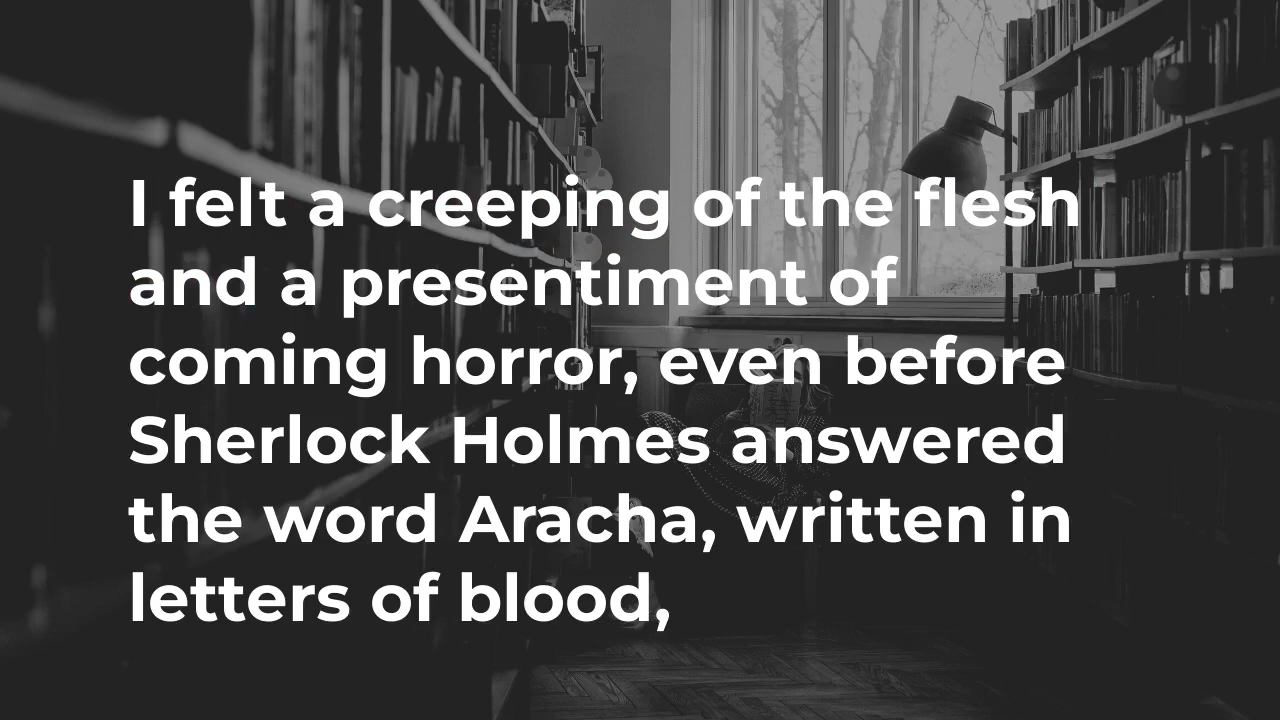 I felt a creeping of the flesh
and a presentiment of
coming horror, even before
Sherlock Holmes answered
the word Aracha, written in
letters of blood,